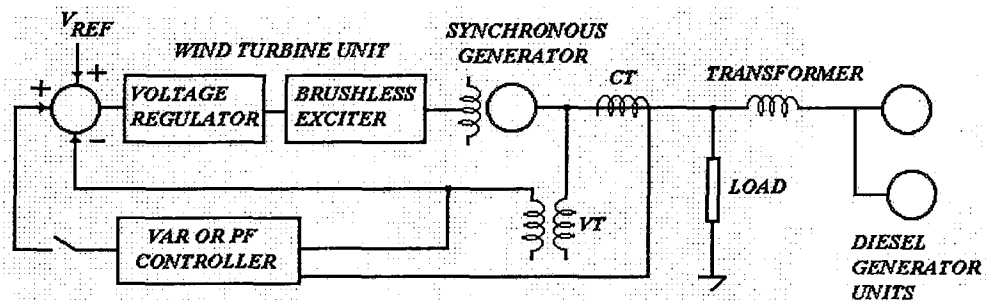 V_REF
WIND TURBINE UNIT
SYNCHRONOUS
GENERATOR
CT
TRANSFORMER
+
+
VOLTAGE
REGULATOR
BRUSHLESS
EXCITER
−
LOAD
VT
VAR OR PF
CONTROLLER
DIESEL
GENERATOR
UNITS